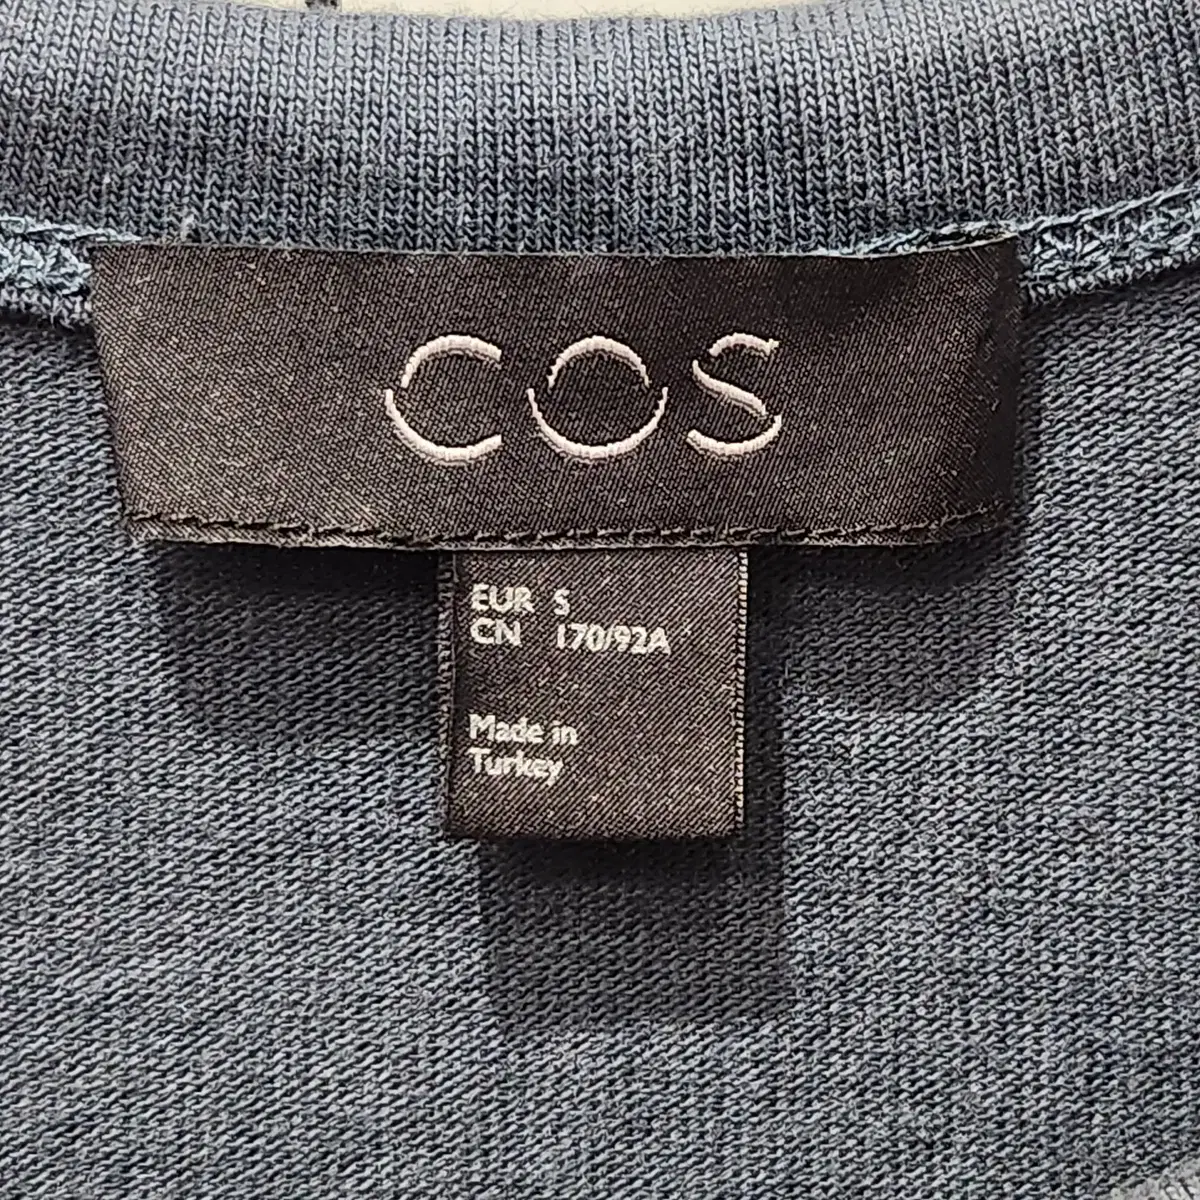 COS
EUR S
CN 170/92A
Made in
Turkey